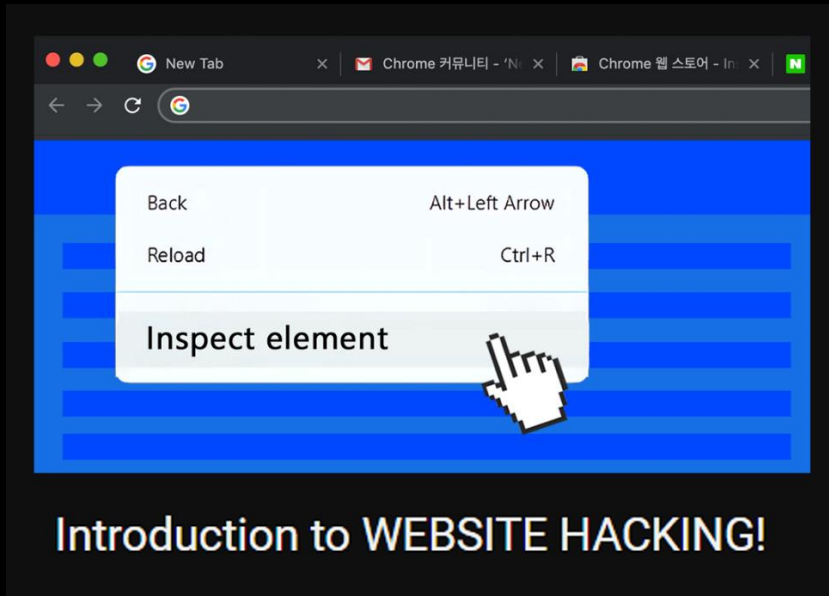 New Tab
Chrome 커뮤니티 - 'N
Chrome 웹 스토어 - In
N
Back Alt+Left Arrow
Reload Ctrl+R
Inspect element
Introduction to WEBSITE HACKING!